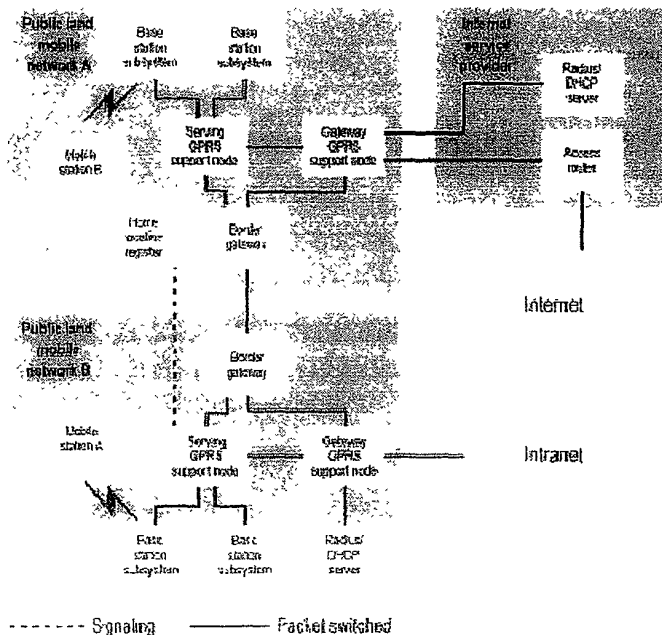 Public land
mobile
network A
Base
station
subsystem
Base
station
subsystem
Internet
service
provider
Radius/
DHCP
server
Mobile
station B
Serving
GPRS
support node
Gateway
GPRS
support node
Access
router
Home
location
register
Border
gateway
Internet
Public land
mobile
network B
Border
gateway
Mobile
station A
Serving
GPRS
support node
Gateway
GPRS
support node
Intranet
Base
station
subsystem
Base
station
subsystem
Radius/
DHCP
server
Signaling
Packet switched